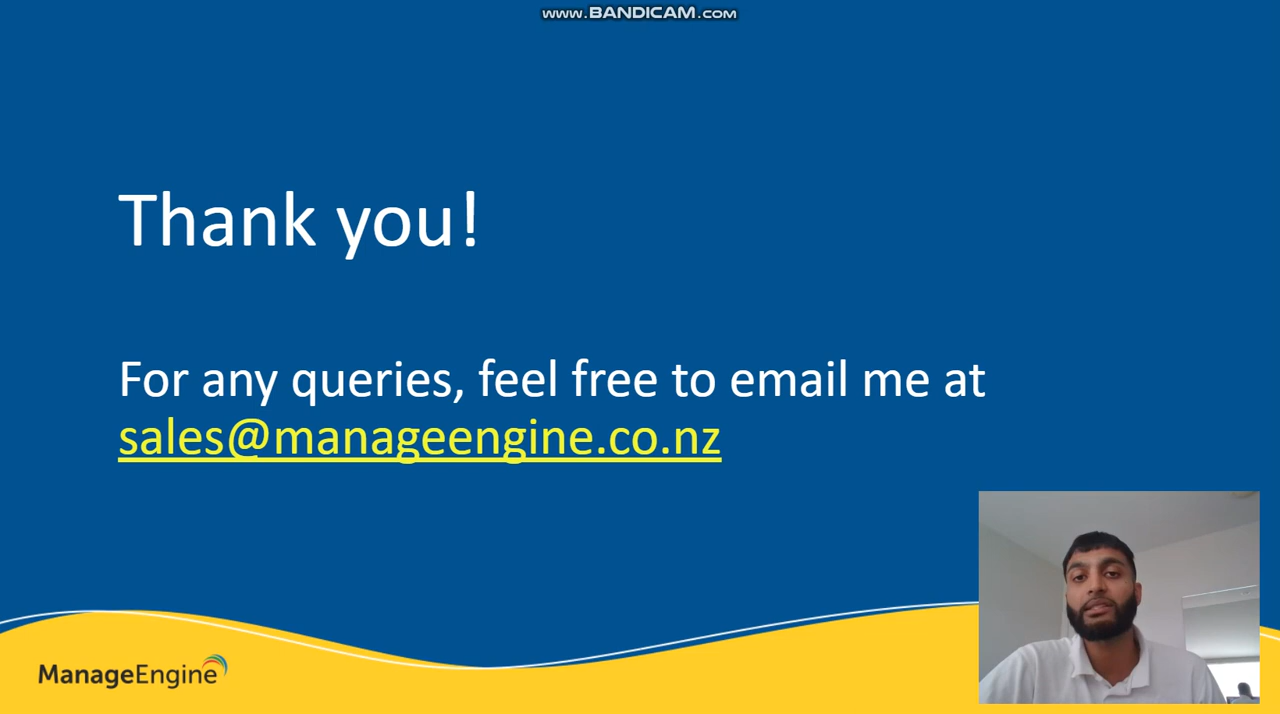 www.BANDICAM.com
Thank you!
For any queries, feel free to email me at
sales@manageengine.co.nz
ManageEngine